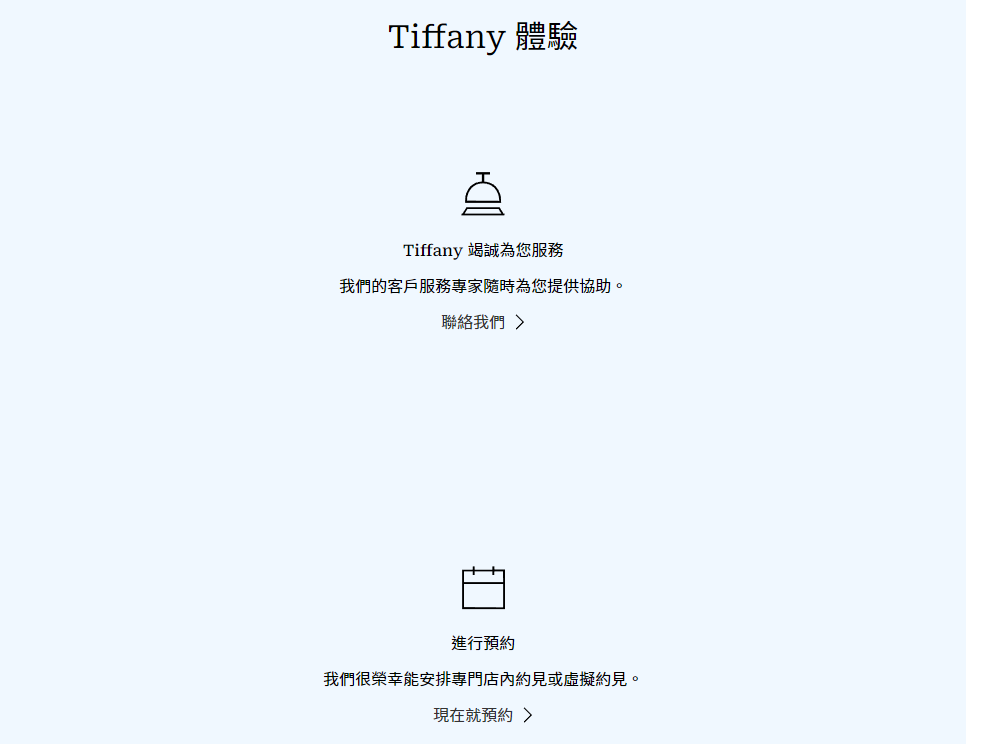 Tiffany 體驗
Tiffany 竭誠為您服務
我們的客戶服務專家隨時為您提供協助。
聯絡我們
進行預約
我們很榮幸能安排專門店內約見或虛擬約見。
現在就預約